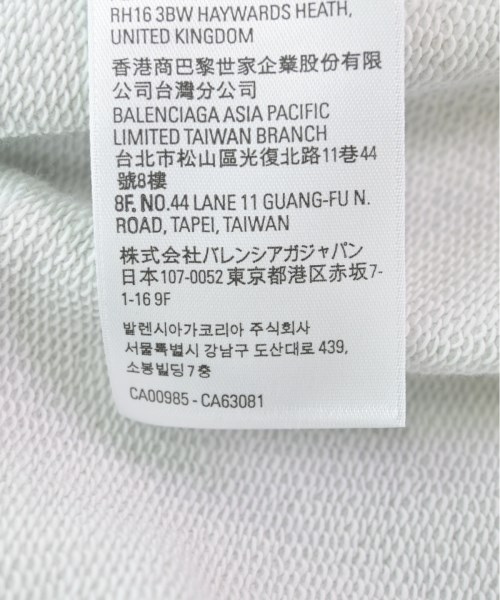 RH16 3BW HAYWARDS HEATH,
UNITED KINGDOM
香港商巴黎世家企業股份有限
公司台灣分公司
BALENCIAGA ASIA PACIFIC
LIMITED TAIWAN BRANCH
台北市松山區光復北路11巷44
號8樓
8F. NO.44 LANE 11 GUANG-FU N.
ROAD, TAPEI, TAIWAN
株式会社バレンシアガジャパン
日本107-0052 東京都港区赤坂7-
1-16 9F
발렌시아가코리아 주식회사
서울특별시 강남구 도산대로 439,
소봉빌딩 7 층
CA00985 - CA63081